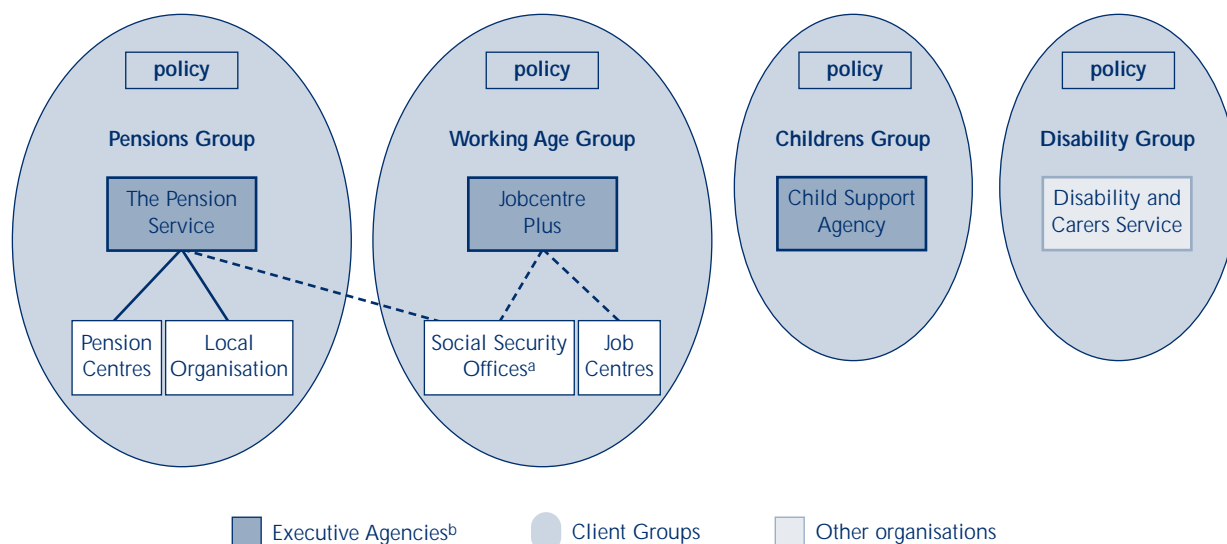 policy
Pensions Group
The Pension
Service
Pension
Centres
Local
Organisation
policy
Working Age Group
Jobcentre
Plus
Social Security
Officesᵃ
Job
Centres
policy
Childrens Group
Child Support
Agency
policy
Disability Group
Disability and
Carers Service
Executive Agenciesᵇ
Client Groups
Other organisations